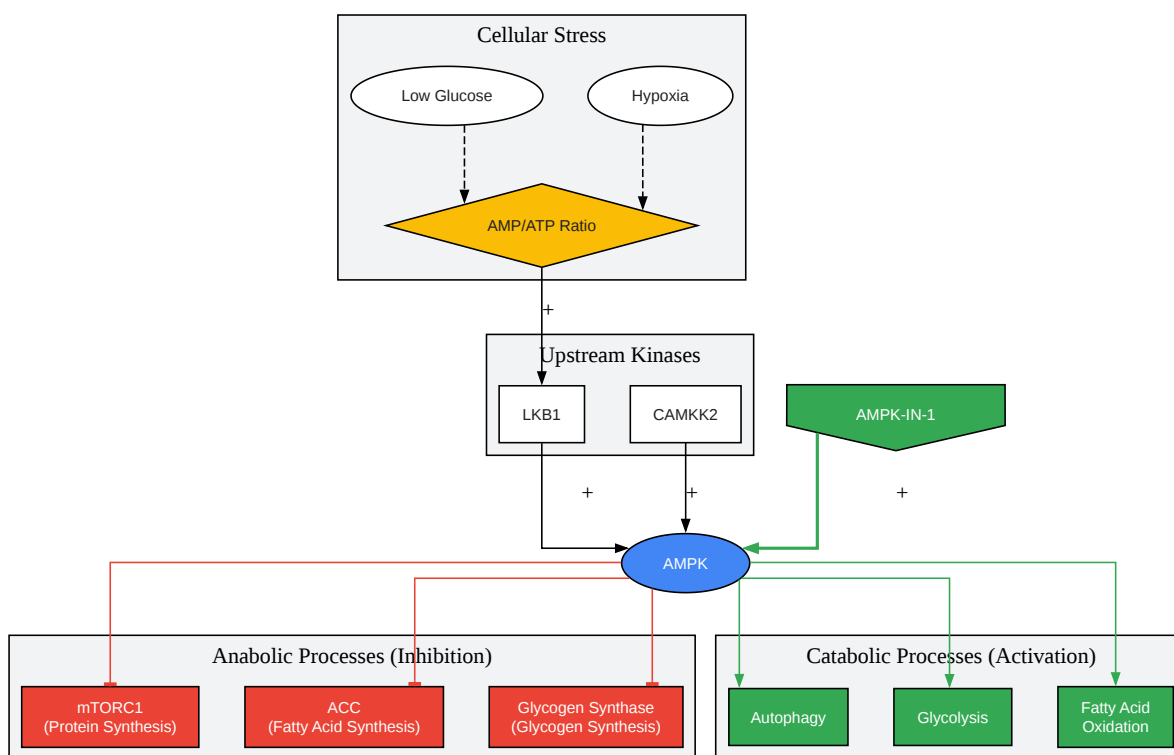 Cellular Stress
Low Glucose
Hypoxia
AMP/ATP Ratio
+
Upstream Kinases
LKB1
CAMKK2
AMPK-IN-1
+
+
+
AMPK
Anabolic Processes (Inhibition)
mTORC1
(Protein Synthesis)
ACC
(Fatty Acid Synthesis)
Glycogen Synthase
(Glycogen Synthesis)
Catabolic Processes (Activation)
Autophagy
Glycolysis
Fatty Acid
Oxidation